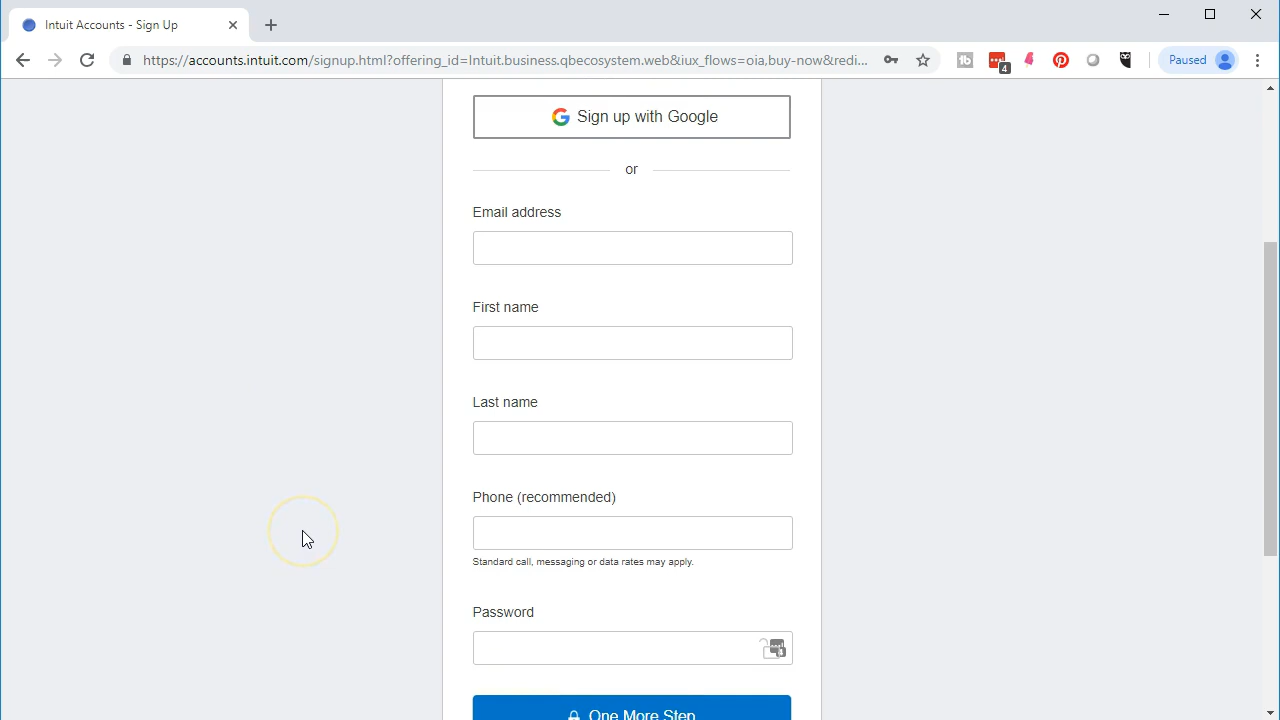 Intuit Accounts - Sign Up
https://accounts.intuit.com/signup.html?offering_id=Intuit.business.qbecosystem.web&iux_flows=oia,buy-now&redi...
4
Paused
Sign up with Google
or
Email address
First name
Last name
Phone (recommended)
Standard call, messaging or data rates may apply.
Password
One More Step